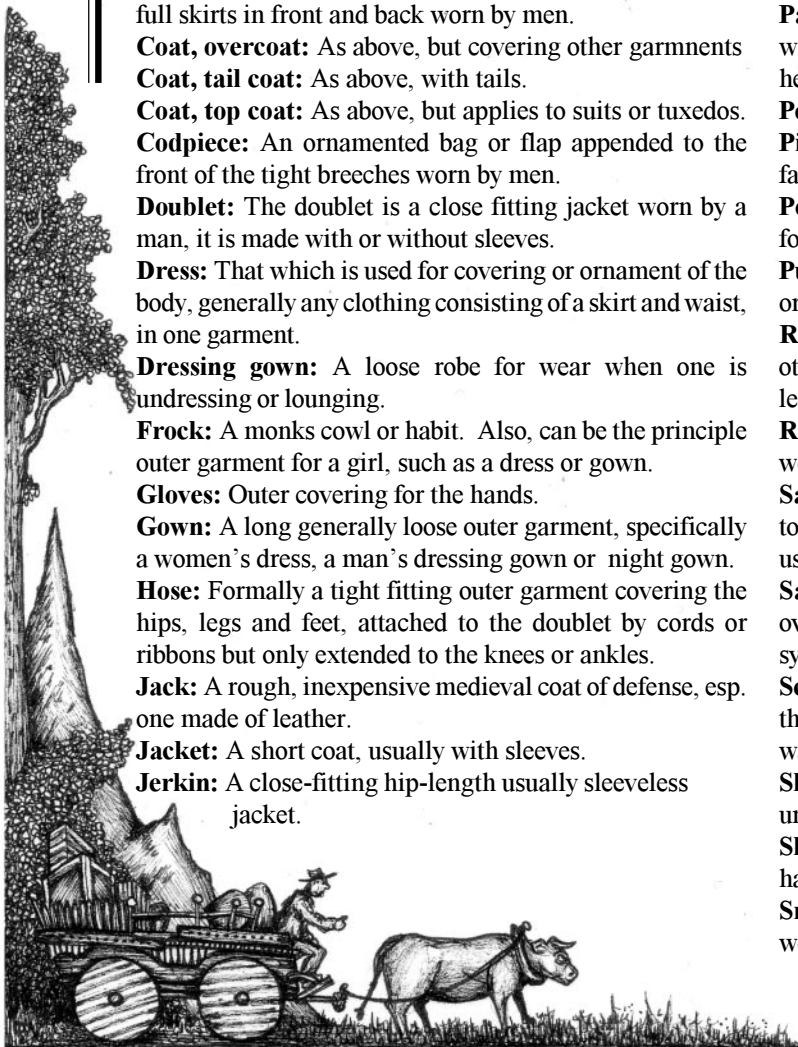 full skirts in front and back worn by men.
Coat, overcoat: As above, but covering other garmnents
Coat, tail coat: As above, with tails.
Coat, top coat: As above, but applies to suits or tuxedos.
Codpiece: An ornamented bag or flap appended to the
front of the tight breeches worn by men.
Doublet: The doublet is a close fitting jacket worn by a
man, it is made with or without sleeves.
Dress: That which is used for covering or ornament of the
body, generally any clothing consisting of a skirt and waist,
in one garment.
Dressing gown: A loose robe for wear when one is
undressing or lounging.
Frock: A monks cowl or habit. Also, can be the principle
outer garment for a girl, such as a dress or gown.
Gloves: Outer covering for the hands.
Gown: A long generally loose outer garment, specifically
a women's dress, a man's dressing gown or night gown.
Hose: Formally a tight fitting outer garment covering the
hips, legs and feet, attached to the doublet by cords or
ribbons but only extended to the knees or ankles.
Jack: A rough, inexpensive medieval coat of defense, esp.
one made of leather.
Jacket: A short coat, usually with sleeves.
Jerkin: A close-fitting hip-length usually sleeveless
jacket.